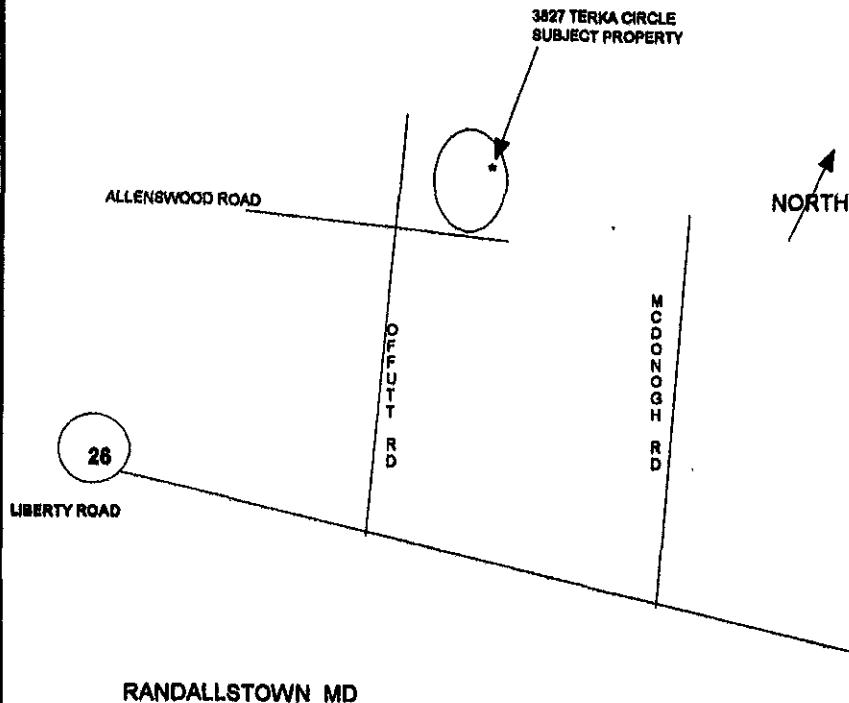 3827 TERKA CIRCLE
SUBJECT PROPERTY
ALLENSWOOD ROAD
NORTH
OFFUTT RD
MCDONOGH RD
26
LIBERTY ROAD
RANDALLSTOWN MD